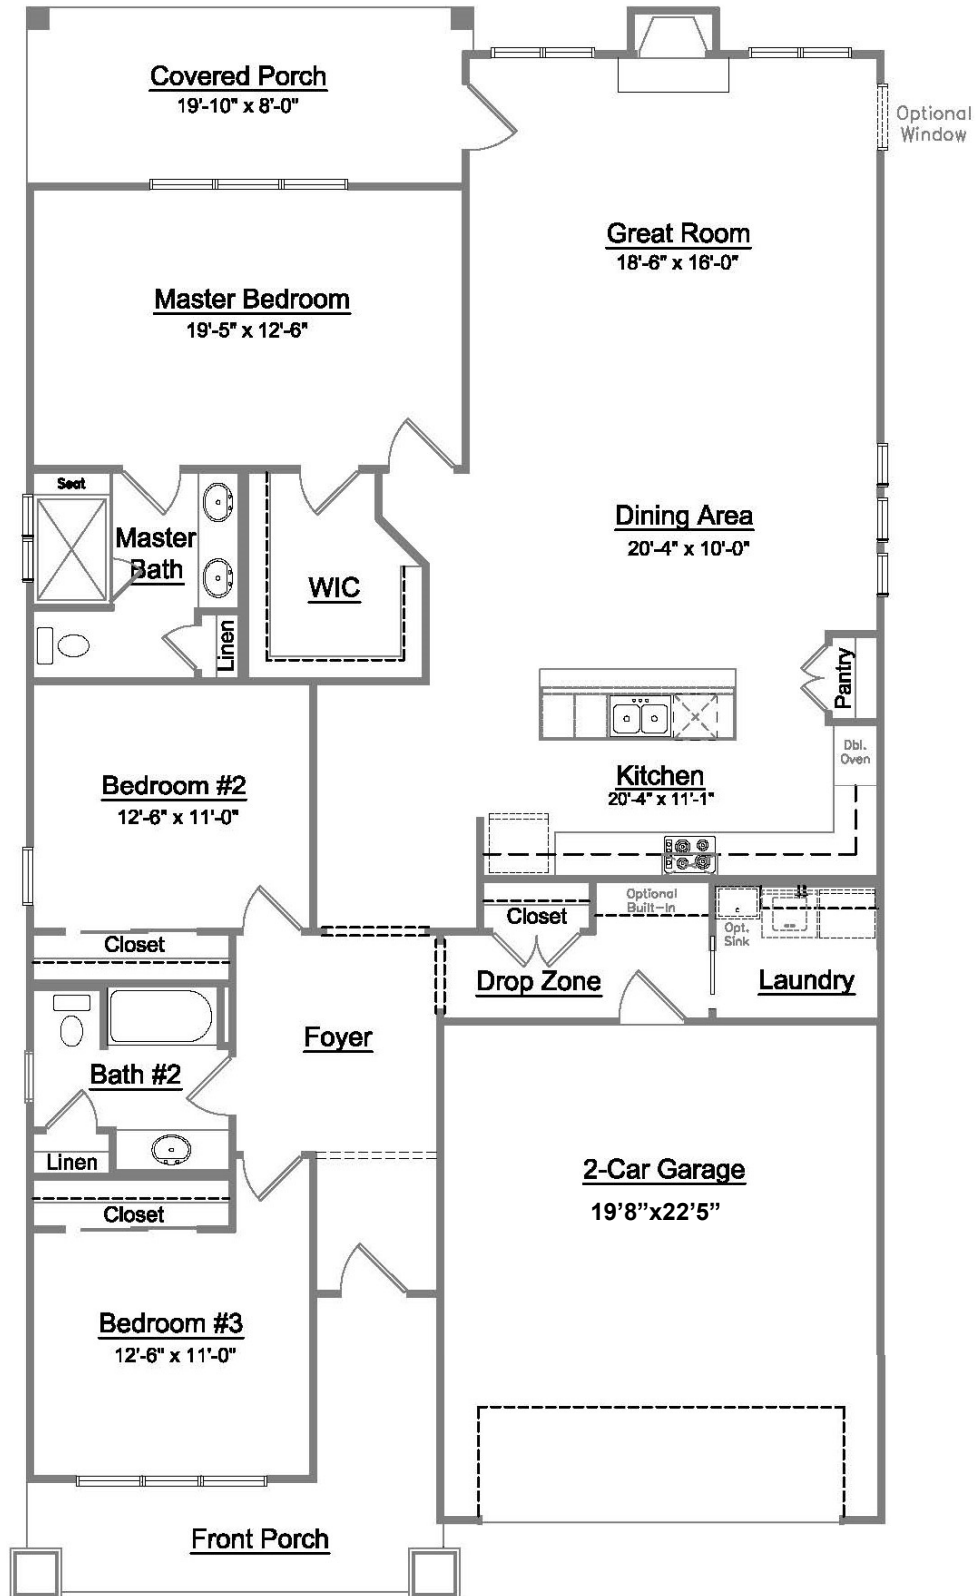 Covered Porch
19'-10" x 8'-0"
Optional
Window
Great Room
18'-6" x 16'-0"
Master Bedroom
19'-5" x 12'-6"
Seat
Master
Bath
Linen
WIC
Dining Area
20'-4" x 10'-0"
Pantry
Dbl.
Oven
Kitchen
20'-4" x 11'-1"
Bedroom #2
12'-6" x 11'-0"
Closet
Closet
Optional
Built-In
Opt.
Sink
Drop Zone
Laundry
Foyer
Bath #2
Linen
Closet
2-Car Garage
19’8”x22’5”
Bedroom #3
12'-6" x 11'-0"
Front Porch